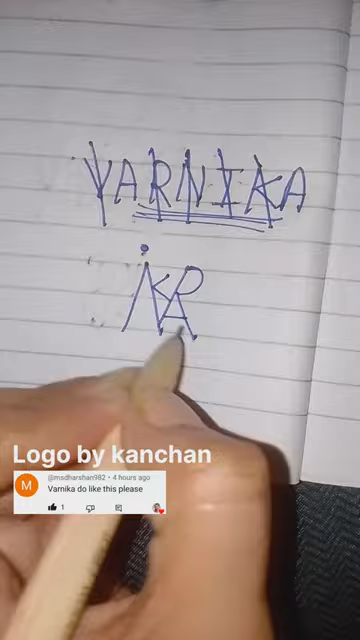 VARNIKA
Logo by kanchan
M
@msdharshan982 • 4 hours ago
Varnika do like this please
1